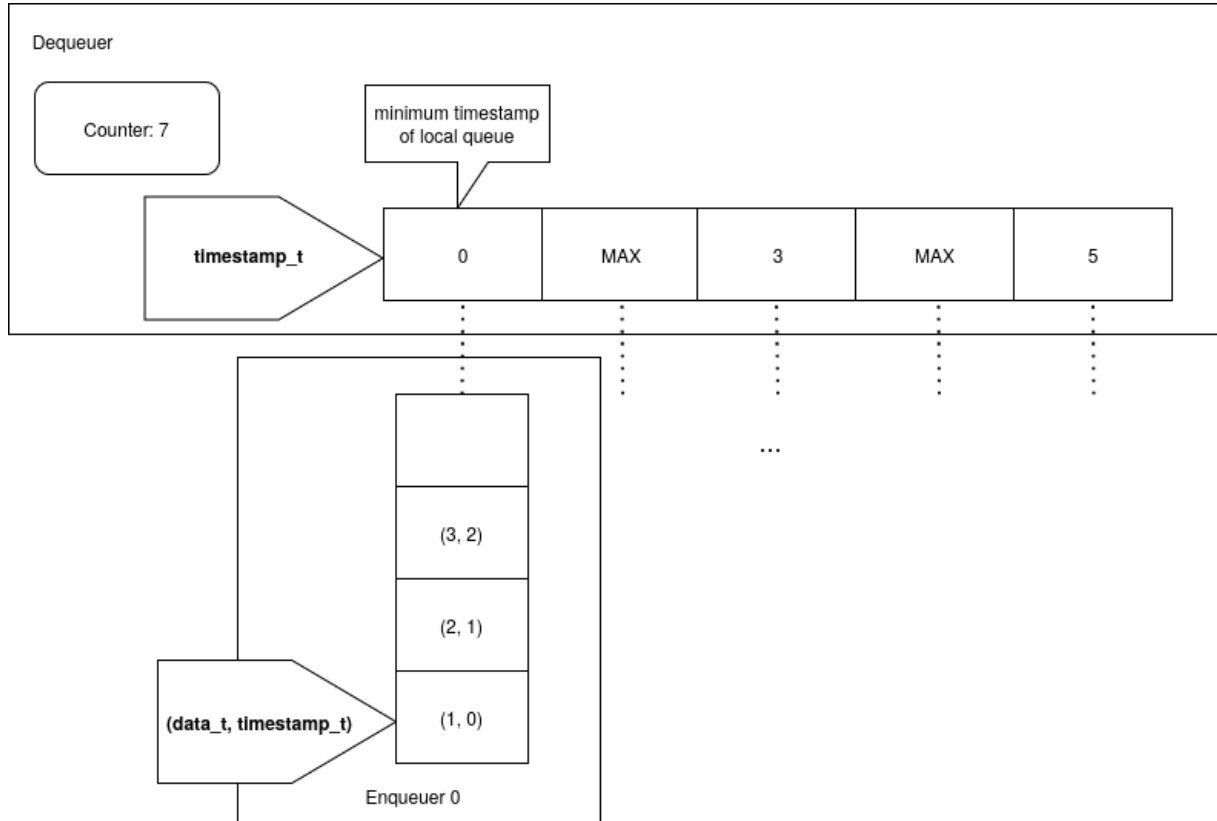 Dequeuer
Counter: 7
minimum timestamp
of local queue
timestamp_t
0
MAX
3
MAX
5
...
(3, 2)
(2, 1)
(data_t, timestamp_t)
(1, 0)
Enqueuer 0